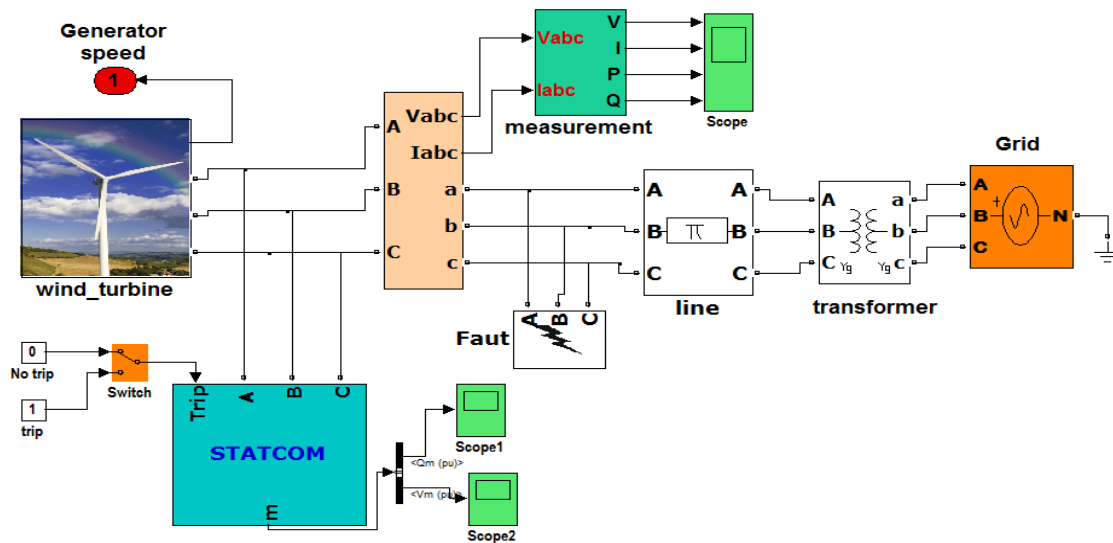 Generator
speed
1
wind_turbine
A
B
C
Vabc
Iabc
a
b
c
Vabc
Iabc
V
I
P
Q
measurement
Scope
A
B
C
Faut
A
B
C
π
A
B
C
line
A
B
C
Yg
Yg
a
b
c
transformer
Grid
A
B
C
+
N
0
No trip
1
trip
Switch
Trip
A
B
C
STATCOM
m
<Qm (pu)>
<Vm (pu)>
Scope1
Scope2